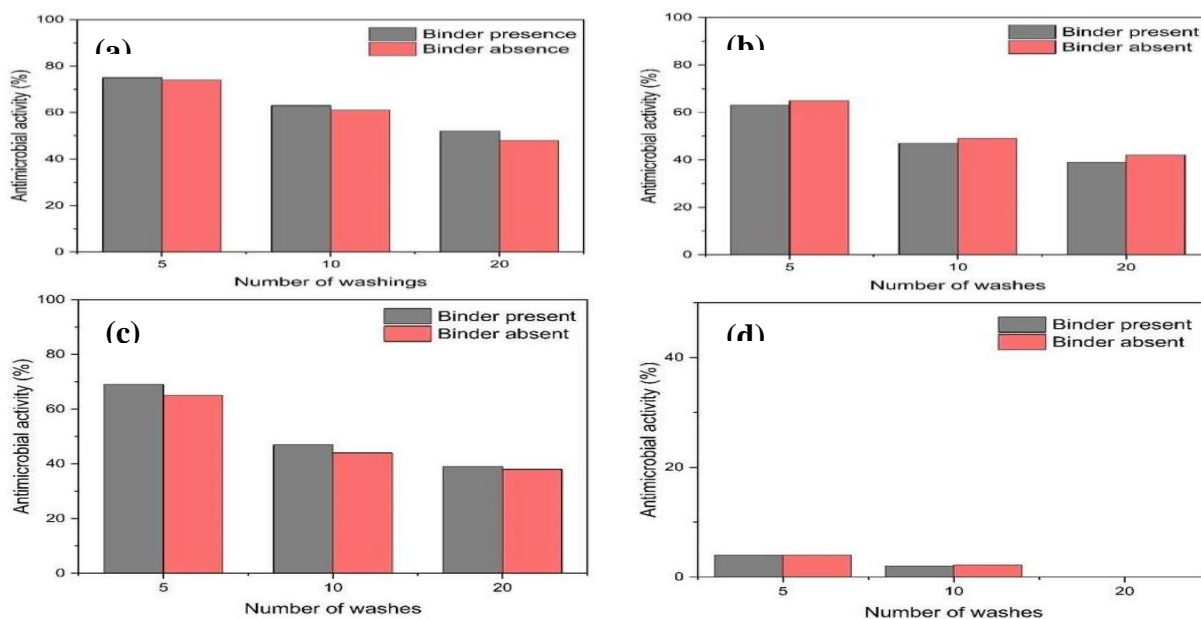 (a)
Binder presence
Binder absence
Antimicrobial activity (%)
100
80
60
40
20
0
5
10
20
Number of washings
(b)
Binder present
Binder absent
Antimicrobial activity (%)
100
80
60
40
20
0
5
10
20
Number of washes
(c)
Binder present
Binder absent
Antimicrobial activity (%)
100
80
60
40
20
0
5
10
20
Number of washes
(d)
Binder present
Binder absent
Antimicrobial activity (%)
40
20
0
5
10
20
Number of washes